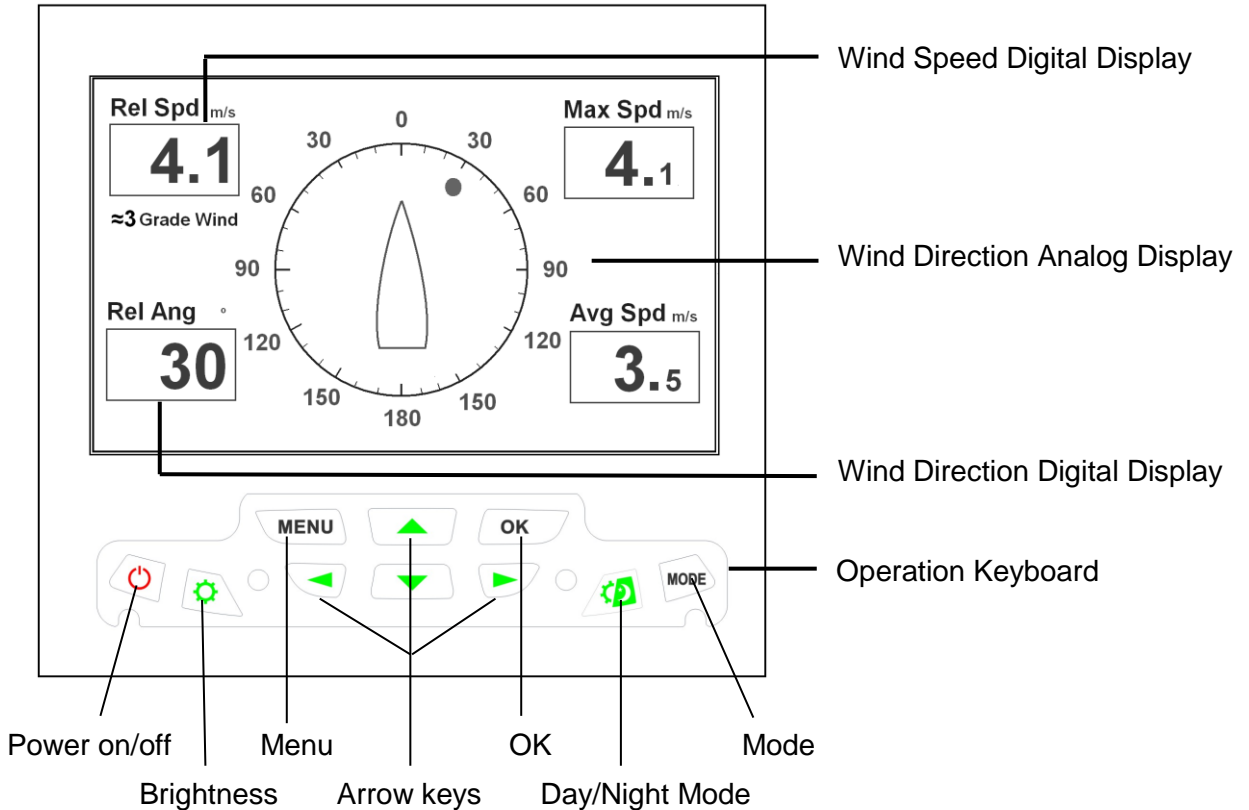 Wind Speed Digital Display
Rel Spd m/s
4.1
≈3 Grade Wind
Max Spd m/s
4.1
0
30
30
60
60
90
90
120
120
150
150
180
Wind Direction Analog Display
Rel Ang °
30
Avg Spd m/s
3.5
Wind Direction Digital Display
MENU
OK
MODE
Operation Keyboard
Power on/off
Menu
OK
Mode
Brightness
Arrow keys
Day/Night Mode